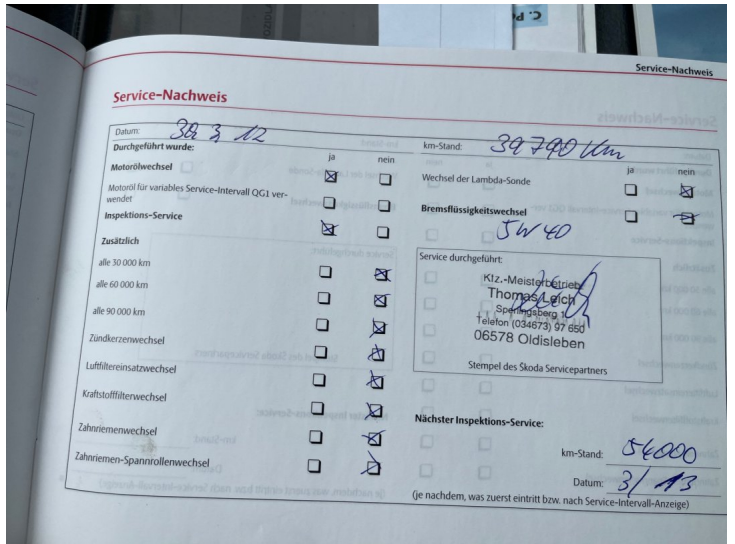 Service-Nachweis
Service-Nachweis
Datum: 30. 3. 12
km-Stand: 39790 km
Durchgeführt wurde:
ja nein
ja nein
Motorölwechsel
Wechsel der Lambda-Sonde
Motoröl für variables Service-Intervall QG1 ver-
wendet
Bremsflüssigkeitswechsel
Inspektions-Service
5W40
Zusätzlich
alle 30 000 km
alle 60 000 km
alle 90 000 km
Zündkerzenwechsel
Luftfiltereinsatzwechsel
Kraftstofffilterwechsel
Zahnriemenwechsel
Zahnriemen-Spannrollenwechsel
Service durchgeführt:
Kfz.-Meisterbetrieb
Thomas Leich
Sperlingsberg 1
Telefon (034673) 97 650
06578 Oldisleben
Stempel des Škoda Servicepartners
Nächster Inspektions-Service:
km-Stand: 54000
Datum: 3/13
(je nachdem, was zuerst eintritt bzw. nach Service-Intervall-Anzeige)